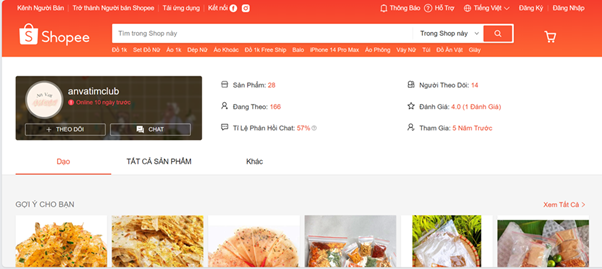 Kênh Người Bán Trở thành Người bán Shopee Tải ứng dụng Kết nối Thông Báo Hỗ Trợ Tiếng Việt Đăng Ký Đăng Nhập
Shopee
Tìm trong Shop này Trong Shop này
Đồ 1k Set Đồ Nữ Áo 1k Dép Nữ Áo Khoác Đồ 1k Free Ship Balo IPhone 14 Pro Max Áo Phông Váy Nữ Túi Đồ Ăn Vặt Giày
anvatimclub
Online 10 ngày trước
+ THEO DÕI CHAT
Sản Phẩm: 28
Người Theo Dõi: 14
Đang Theo: 166
Đánh Giá: 4.0 (1 Đánh Giá)
Tỉ Lệ Phản Hồi Chat: 57%
Tham Gia: 5 Năm Trước
Dạo TẤT CẢ SẢN PHẨM Khác
GỢI Ý CHO BẠN Xem Tất Cả >